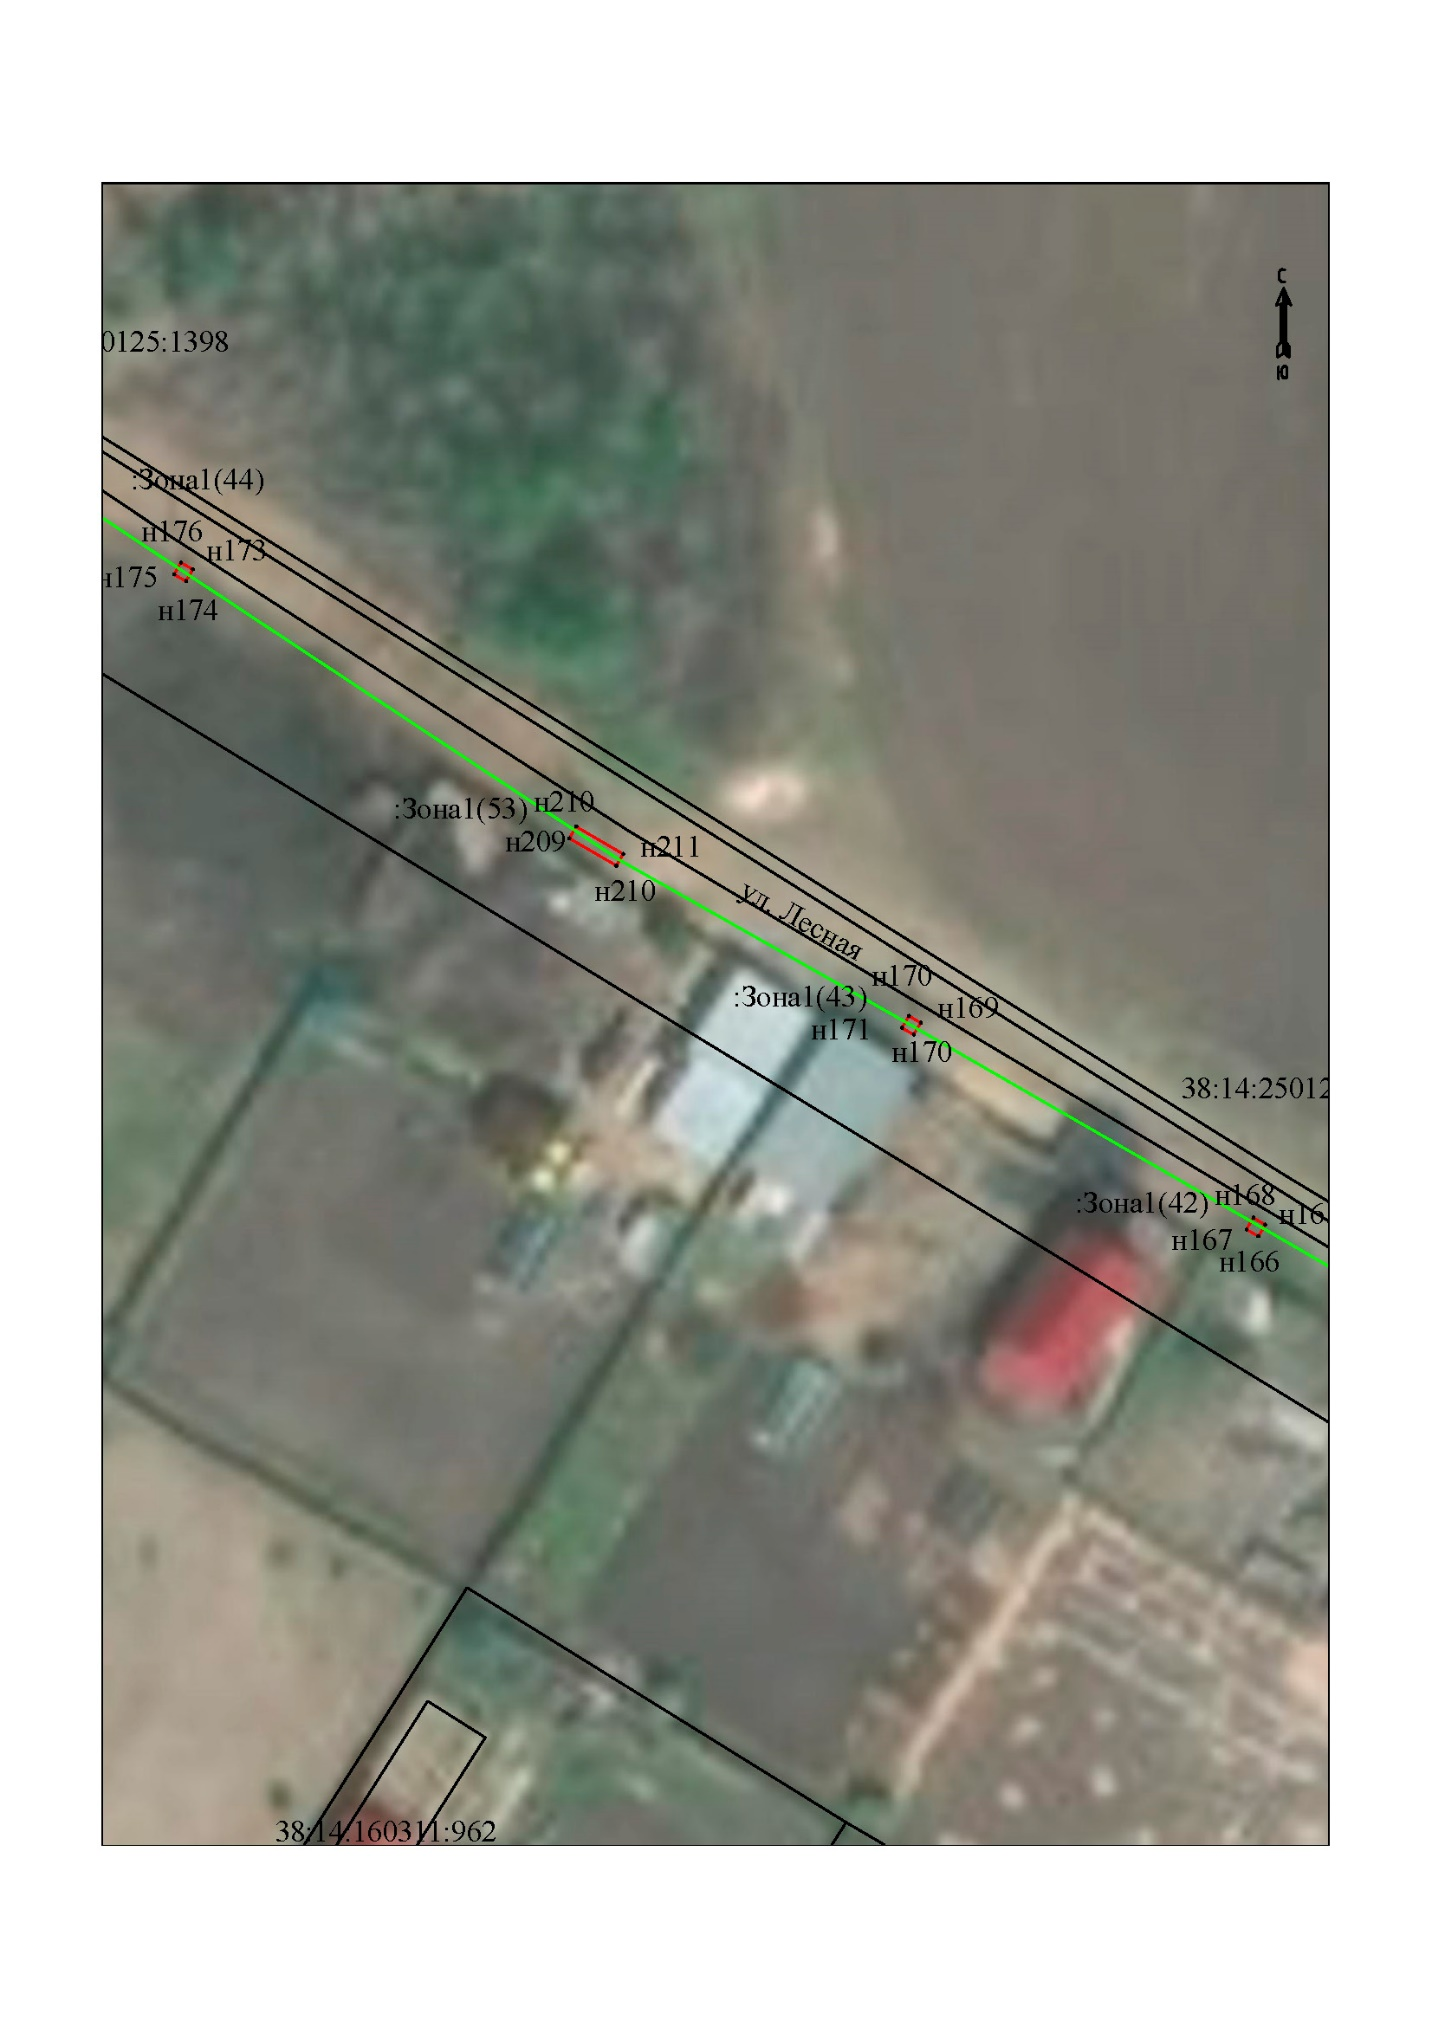 С
Ю
0125:1398
:Зона1(44)
н176
н173
н175
н174
:Зона1(53)
н210
н209
н211
н210
ул. Лесная
н170
:Зона1(43)
н169
н171
н170
38:14:25012
:Зона1(42)
н168
н16
н167
н166
38:14:160311:962